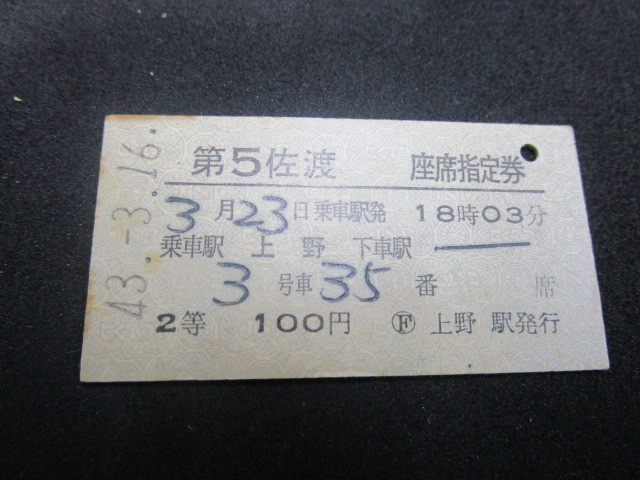 43.-3.16.
第5佐渡 座席指定券
3月23日乗車駅発 18時03分
乗車駅 上野 下車駅 ——
3号車 35番 席
2等 100円 Ⓕ 上野 駅発行